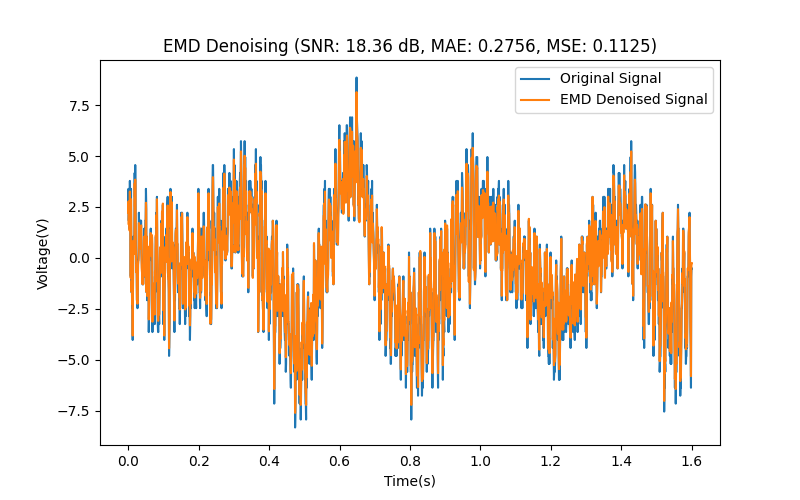 EMD Denoising (SNR: 18.36 dB, MAE: 0.2756, MSE: 0.1125)
Original Signal
EMD Denoised Signal
7.5
5.0
2.5
0.0
−2.5
−5.0
−7.5
Voltage(V)
0.0 0.2 0.4 0.6 0.8 1.0 1.2 1.4 1.6
Time(s)